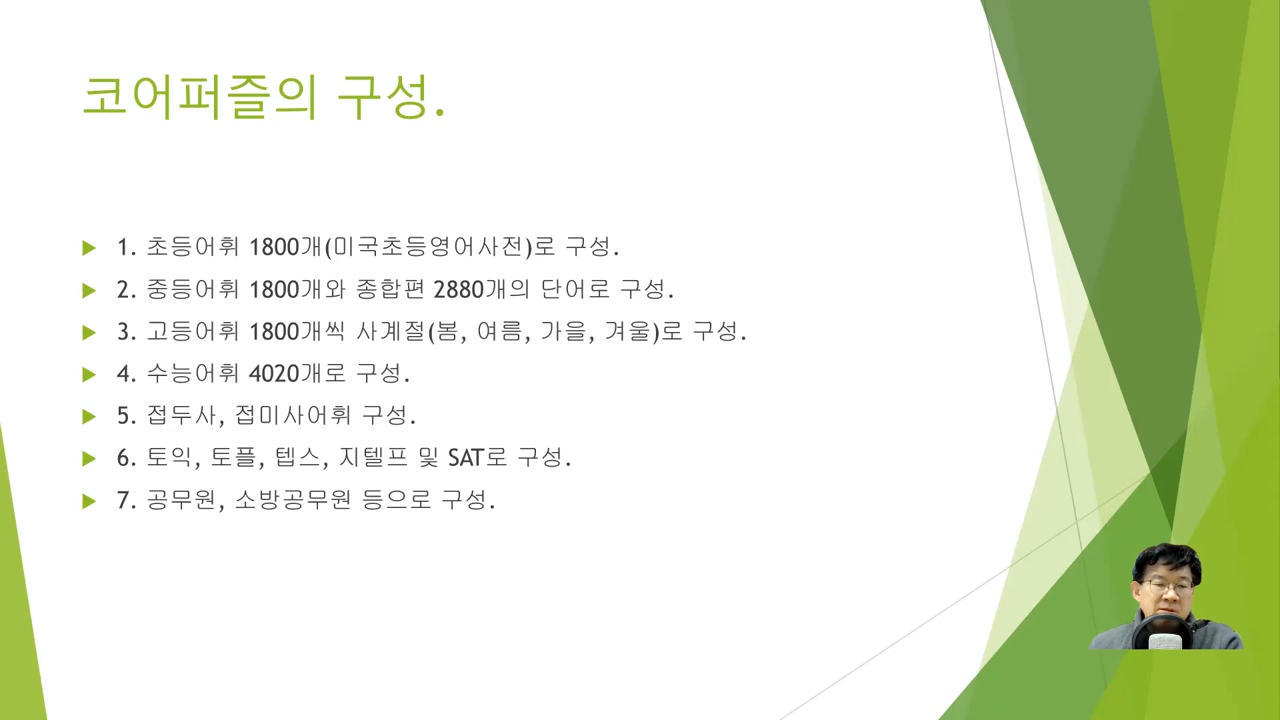 코어퍼즐의 구성.
1. 초등어휘 1800개(미국초등영어사전)로 구성.
2. 중등어휘 1800개와 종합편 2880개의 단어로 구성.
3. 고등어휘 1800개씩 사계절(봄, 여름, 가을, 겨울)로 구성.
4. 수능어휘 4020개로 구성.
5. 접두사, 접미사어휘 구성.
6. 토익, 토플, 텝스, 지텔프 및 SAT로 구성.
7. 공무원, 소방공무원 등으로 구성.